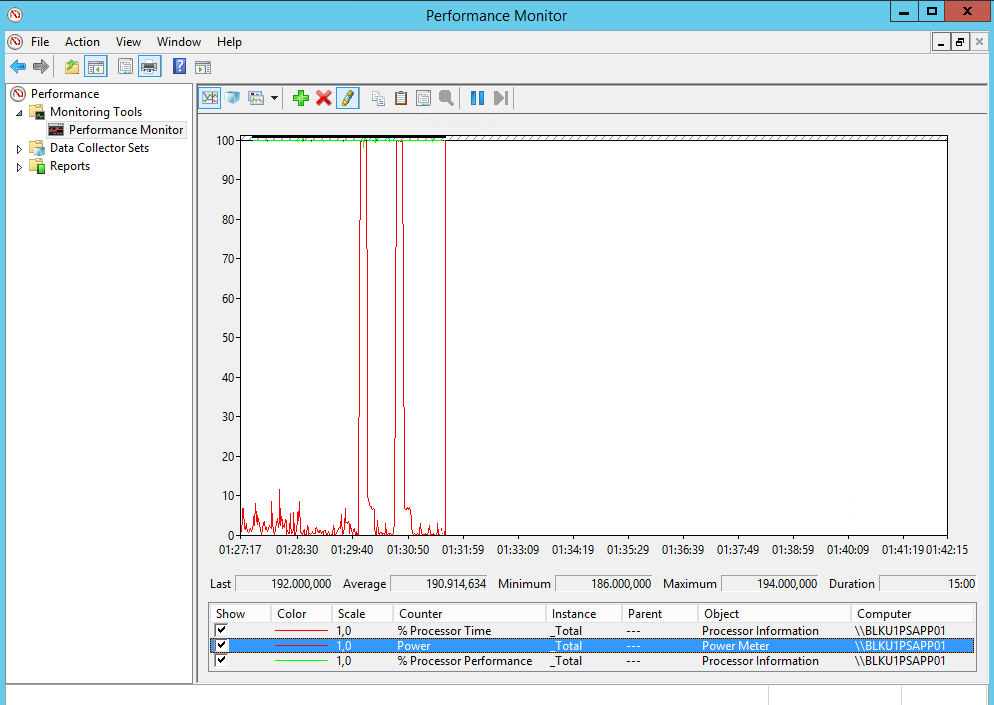 Performance Monitor
File Action View Window Help
Performance
Monitoring Tools
Performance Monitor
Data Collector Sets
Reports
100
90
80
70
60
50
40
30
20
10
0
01:27:17 01:28:30 01:29:40 01:30:50 01:31:59 01:33:09 01:34:19 01:35:29 01:36:39 01:37:49 01:38:59 01:40:09 01:41:19 01:42:15
Last 192.000,000 Average 190.914,634 Minimum 186.000,000 Maximum 194.000,000 Duration 15:00
Show Color Scale Counter Instance Parent Object Computer
1,0 % Processor Time _Total --- Processor Information \\BLKU1PSAPP01
1,0 Power _Total --- Power Meter \\BLKU1PSAPP01
1,0 % Processor Performance _Total --- Processor Information \\BLKU1PSAPP01